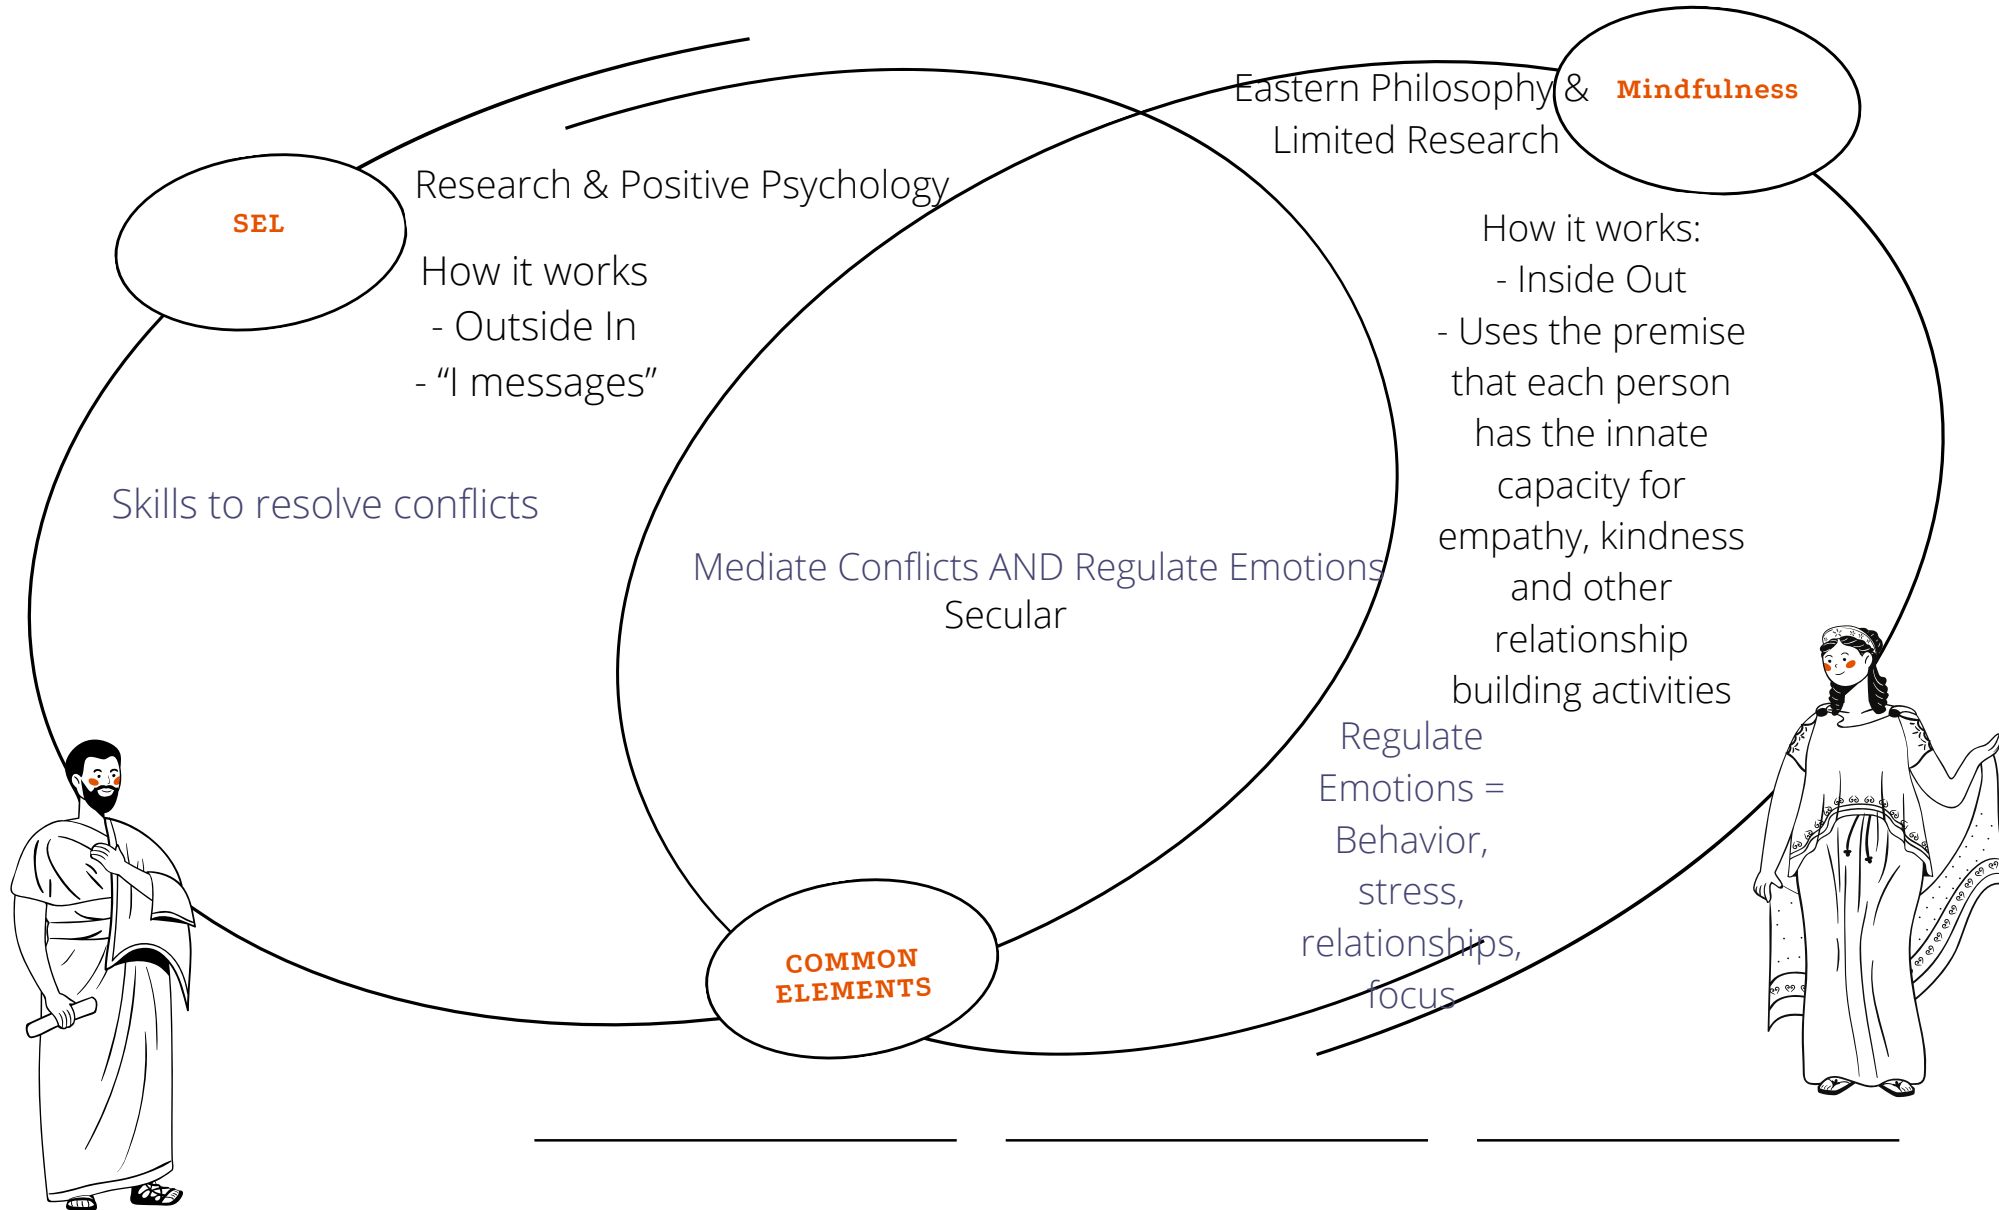 SEL
Research & Positive Psychology
How it works
- Outside In
- “I messages”
Skills to resolve conflicts
Mediate Conflicts AND Regulate Emotions
Secular
COMMON
ELEMENTS
Mindfulness
Eastern Philosophy &
Limited Research
How it works:
- Inside Out
- Uses the premise
that each person
has the innate
capacity for
empathy, kindness
and other
relationship
building activities
Regulate
Emotions =
Behavior,
stress,
relationships,
focus